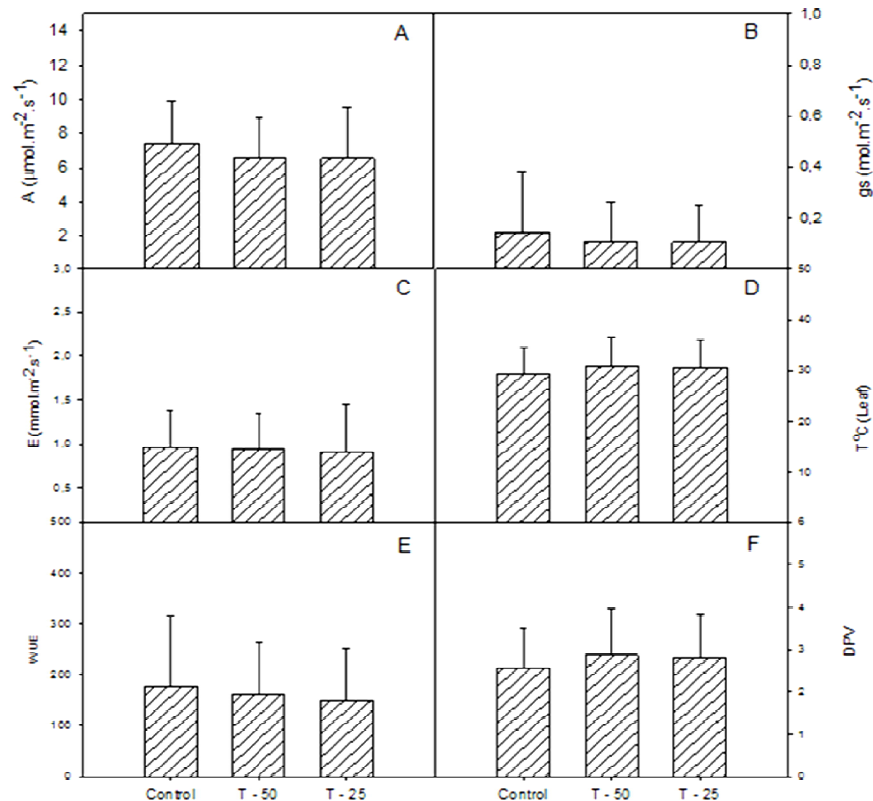 A
B
14
12
10
8
6
4
2
3.0
A (μmol.m⁻².s⁻¹)
1,0
0,8
0,6
0,4
0,2
50
gs (mol.m⁻².s⁻¹)
C
D
2.5
2.0
1.5
1.0
0.5
500
E (mmol.m⁻²s⁻¹)
40
30
20
10
6
T°C (Leaf)
E
F
400
300
200
100
0
WUE
5
4
3
2
1
0
DPV
Control T - 50 T - 25 Control T - 50 T - 25